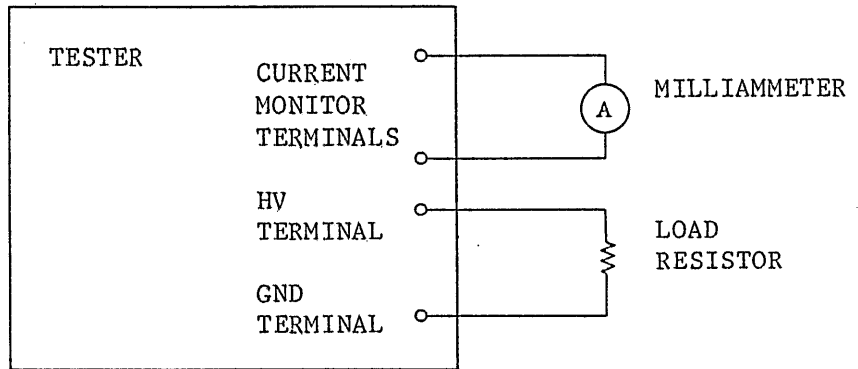 TESTER
CURRENT
MONITOR
TERMINALS
A
MILLIAMMETER
HV
TERMINAL
LOAD
RESISTOR
GND
TERMINAL